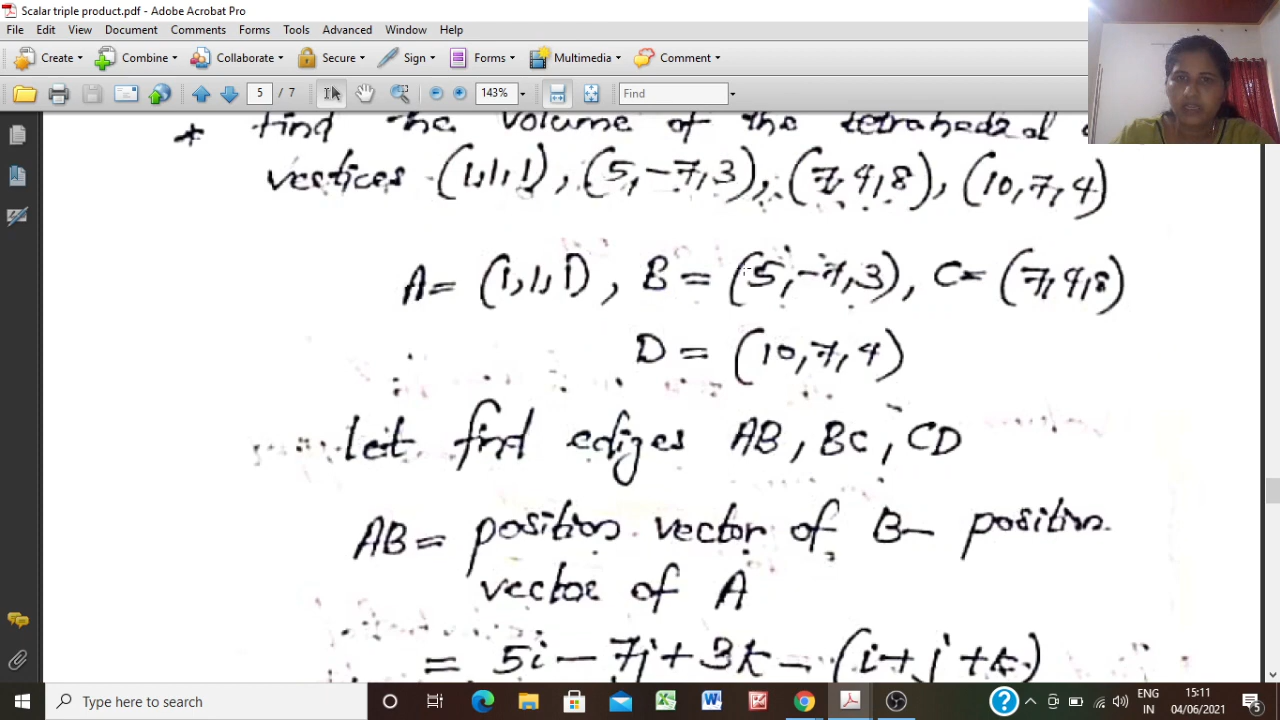 Scalar triple product.pdf - Adobe Acrobat Pro
File Edit View Document Comments Forms Tools Advanced Window Help
Create Combine Collaborate Secure Sign Forms Multimedia Comment
5 / 7 143% Find
* find the volume of the tetrahedral
vertices (1,1,1), (5,-7,3), (7,4,8), (10,7,4)
A= (1,1,1), B = (5,-7,3), C= (7,4,8)
D = (10,7,4)
Let find edges AB, BC, CD
AB = position vector of B- position
vector of A
= 5i - 7j + 3k - (i + j + k)
Type here to search
ENG 15:11
IN 04/06/2021
5